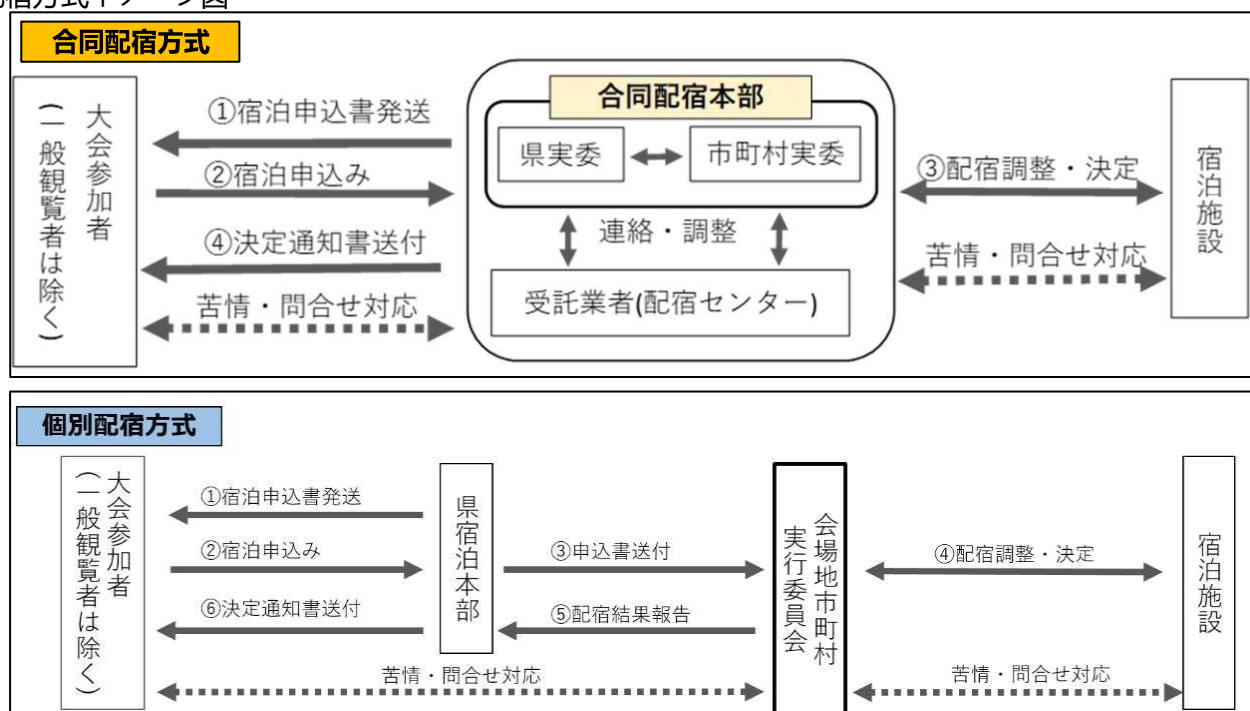 合同配宿方式
大会参加者
(一般観覧者は除く)
①宿泊申込書発送
②宿泊申込み
④決定通知書送付
苦情・問合せ対応
合同配宿本部
県実委
市町村実委
連絡・調整
受託業者(配宿センター)
③配宿調整・決定
苦情・問合せ対応
宿泊施設
個別配宿方式
大会参加者
(一般観覧者は除く)
①宿泊申込書発送
②宿泊申込み
⑥決定通知書送付
県宿泊本部
③申込書送付
⑤配宿結果報告
苦情・問合せ対応
会場地市町村
実行委員会
④配宿調整・決定
苦情・問合せ対応
宿泊施設